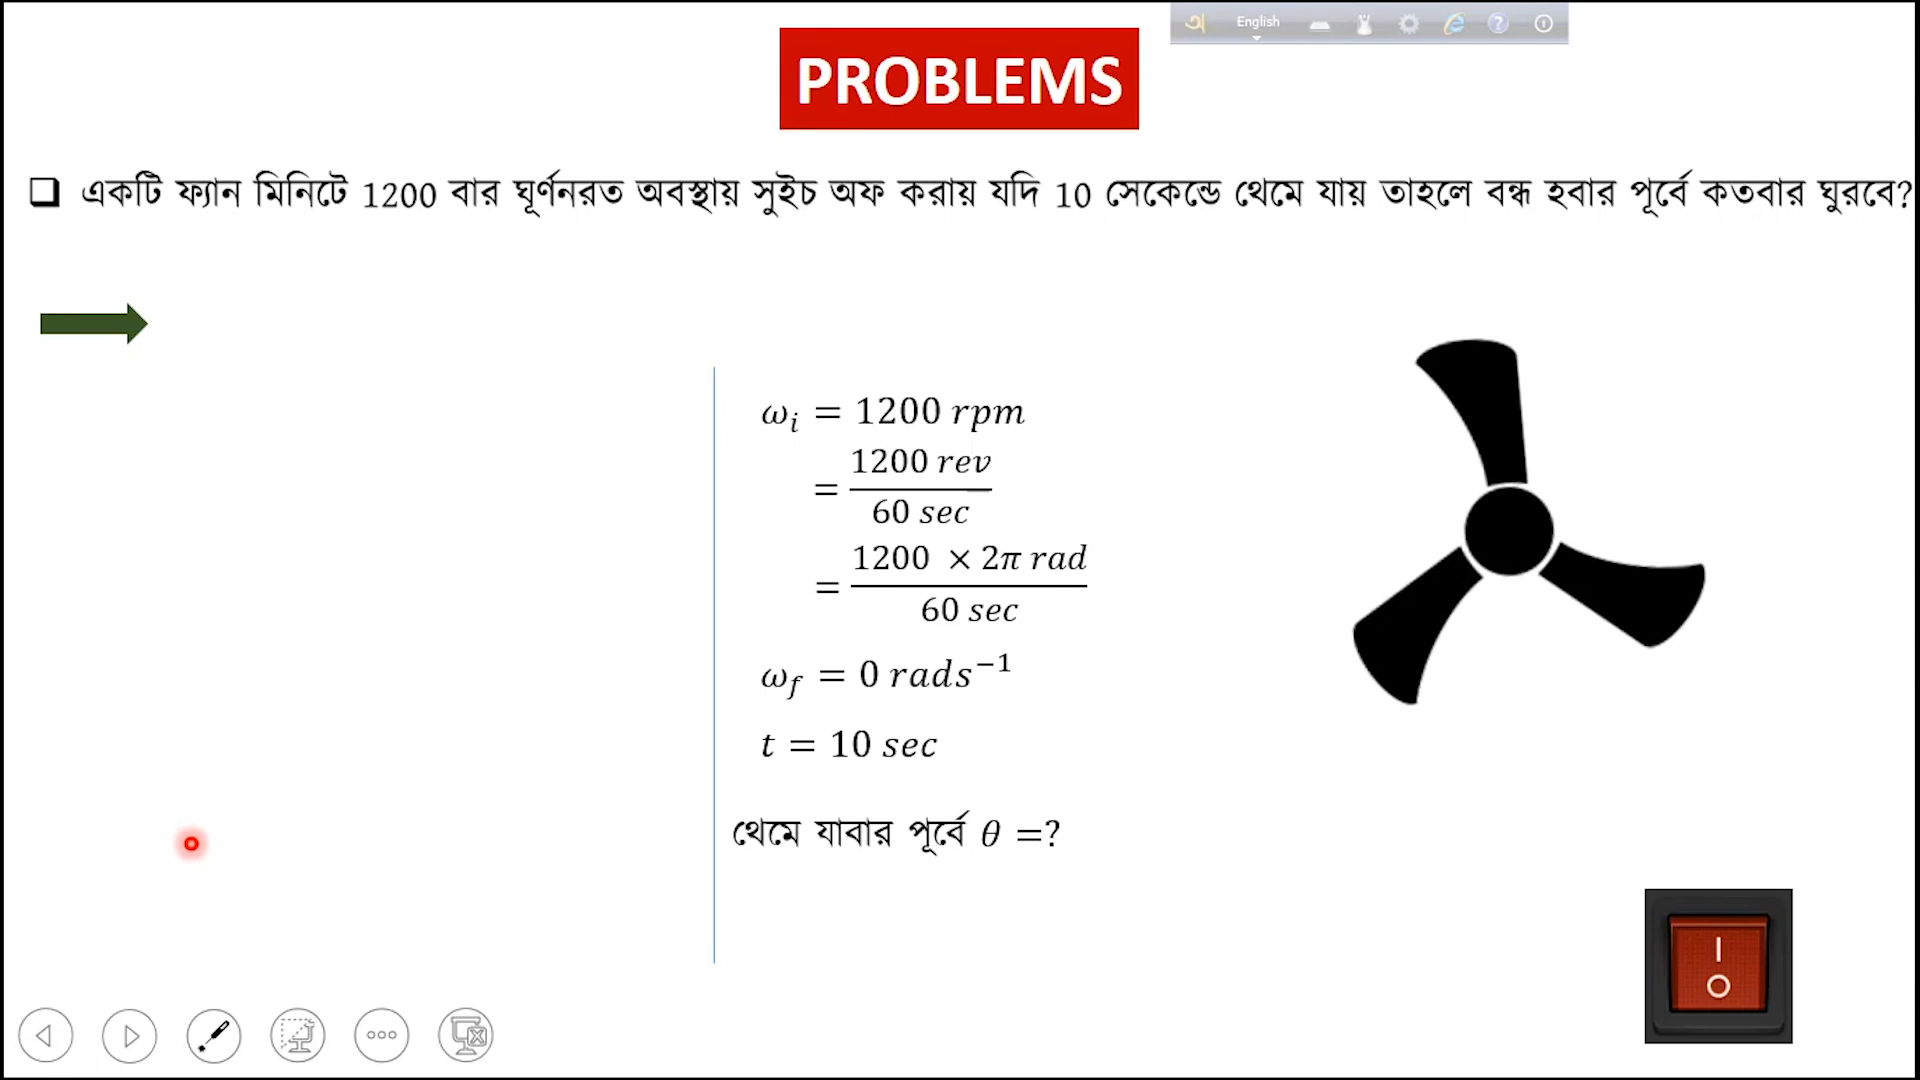 অ English
PROBLEMS
❑ একটি ফ্যান মিনিটে 1200 বার ঘূর্ণনরত অবস্থায় সুইচ অফ করায় যদি 10 সেকেন্ডে থেমে যায় তাহলে বন্ধ হবার পূর্বে কতবার ঘুরবে?
ω_i = 1200 rpm
= 1200 rev / 60 sec
= 1200 × 2π rad / 60 sec
ω_f = 0 rads⁻¹
t = 10 sec
থেমে যাবার পূর্বে θ =?